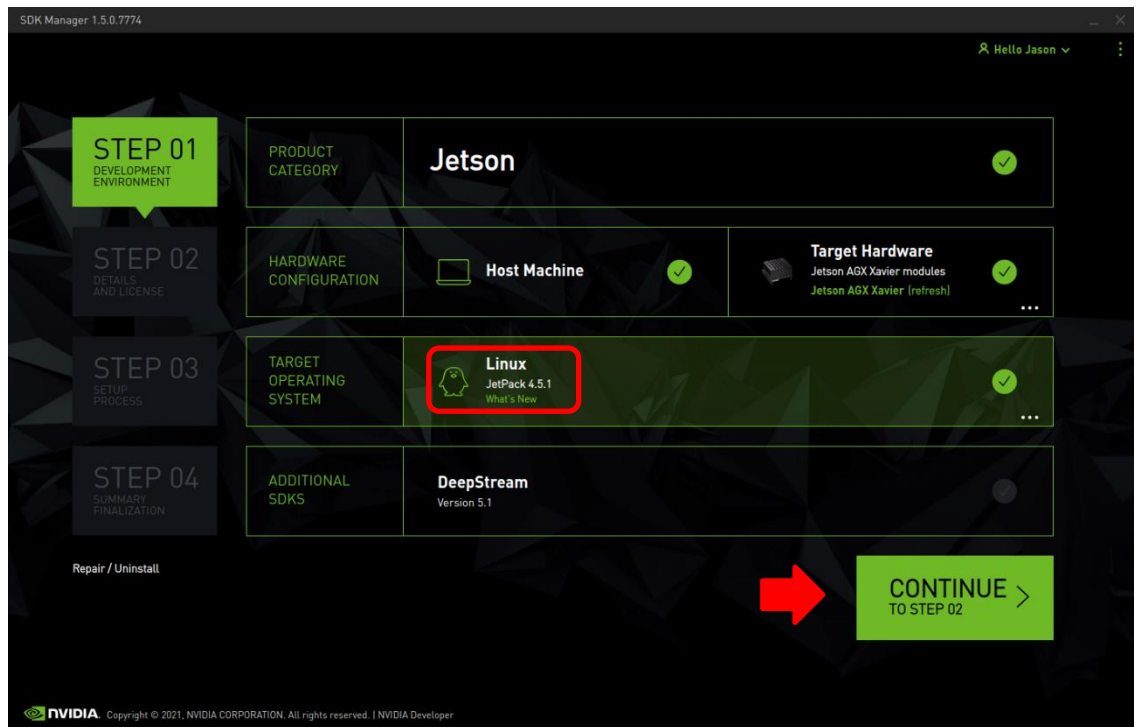 SDK Manager 1.5.0.7774
Hello Jason
STEP 01
DEVELOPMENT
ENVIRONMENT
PRODUCT
CATEGORY
Jetson
STEP 02
DETAILS
AND LICENSE
HARDWARE
CONFIGURATION
Host Machine
Target Hardware
Jetson AGX Xavier modules
Jetson AGX Xavier (refresh)
...
STEP 03
SETUP
PROCESS
TARGET
OPERATING
SYSTEM
Linux
JetPack 4.5.1
What's New
...
STEP 04
SUMMARY
FINALIZATION
ADDITIONAL
SDKS
DeepStream
Version 5.1
Repair / Uninstall
CONTINUE >
TO STEP 02
NVIDIA. Copyright © 2021, NVIDIA CORPORATION. All rights reserved. | NVIDIA Developer